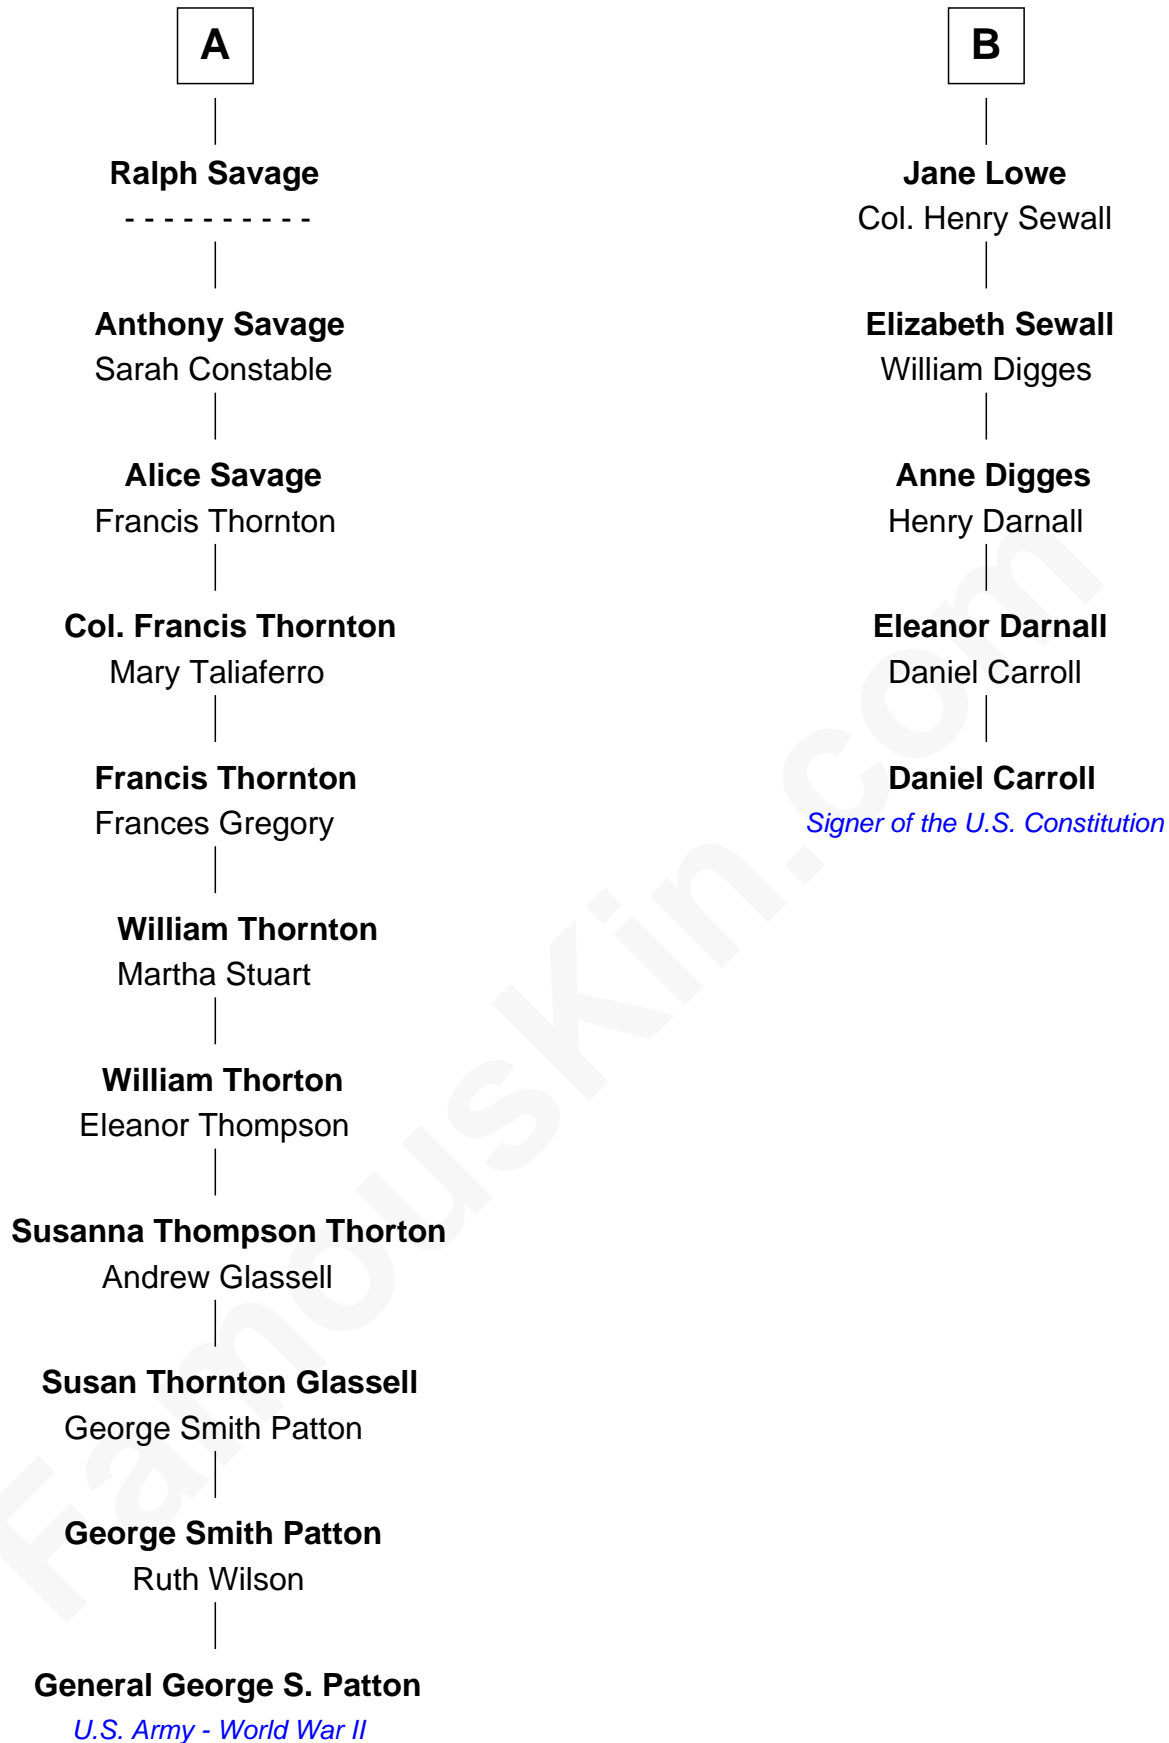 A
Ralph Savage
- - - - - - - - - -
Anthony Savage
Sarah Constable
Alice Savage
Francis Thornton
Col. Francis Thornton
Mary Taliaferro
Francis Thornton
Frances Gregory
William Thornton
Martha Stuart
William Thorton
Eleanor Thompson
Susanna Thompson Thorton
Andrew Glassell
Susan Thornton Glassell
George Smith Patton
George Smith Patton
Ruth Wilson
General George S. Patton
U.S. Army - World War II
B
Jane Lowe
Col. Henry Sewall
Elizabeth Sewall
William Digges
Anne Digges
Henry Darnall
Eleanor Darnall
Daniel Carroll
Daniel Carroll
Signer of the U.S. Constitution
FamousKin.com